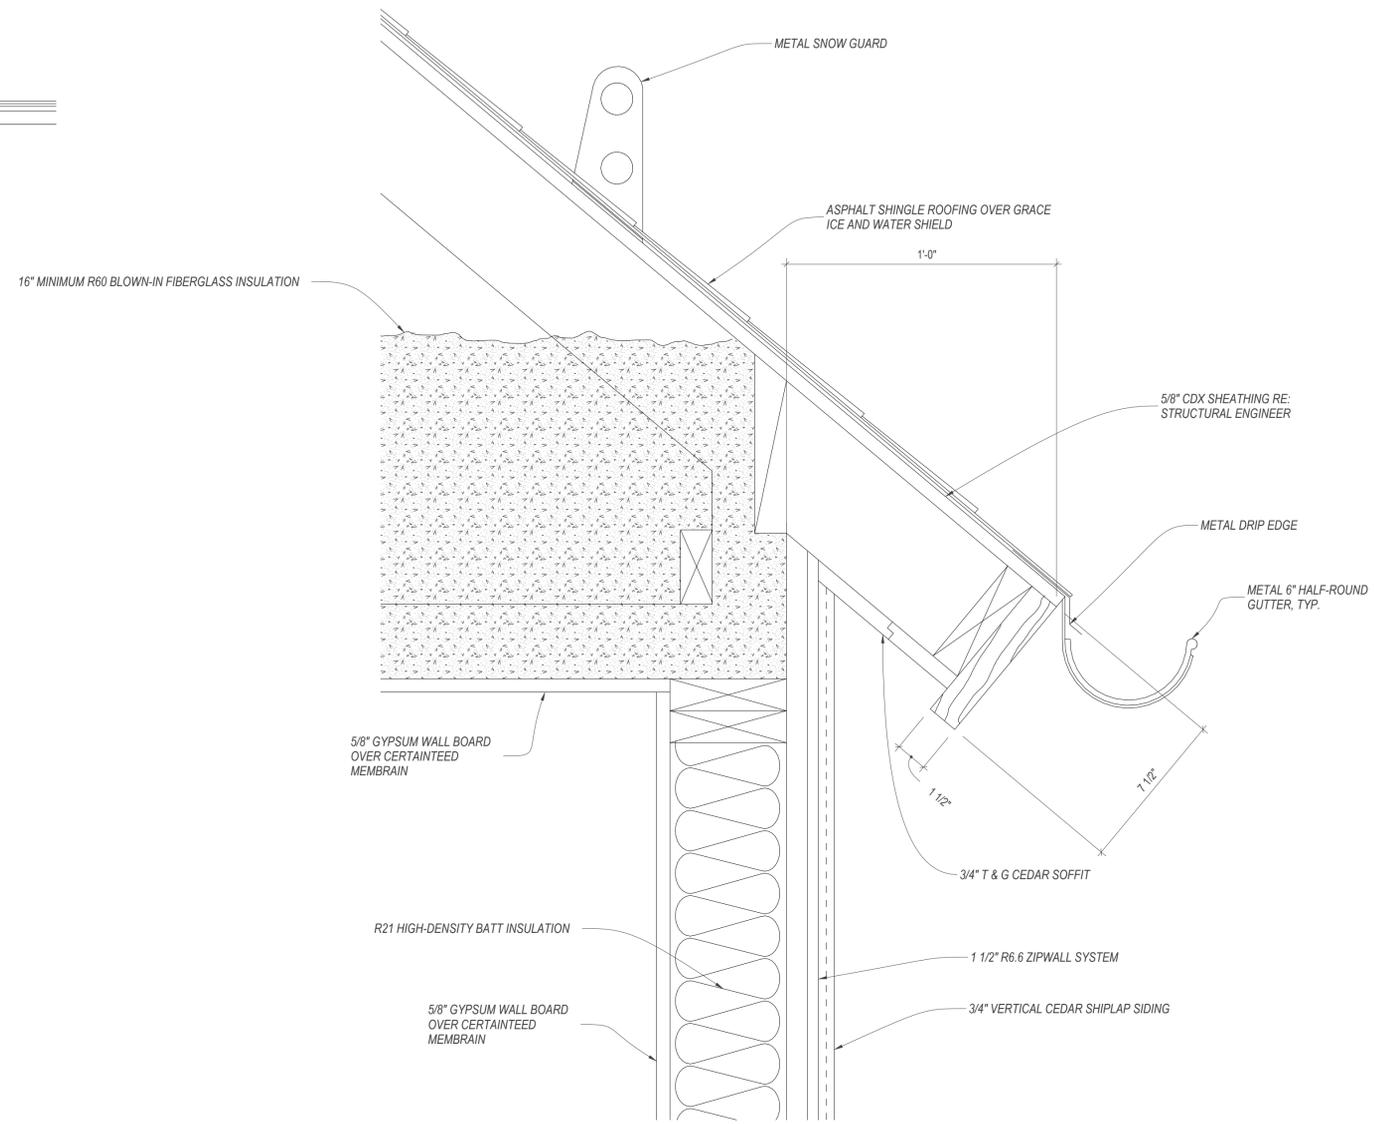 METAL SNOW GUARD
ASPHALT SHINGLE ROOFING OVER GRACE
ICE AND WATER SHIELD
1'-0"
16" MINIMUM R60 BLOWN-IN FIBERGLASS INSULATION
5/8" CDX SHEATHING RE:
STRUCTURAL ENGINEER
METAL DRIP EDGE
METAL 6" HALF-ROUND
GUTTER, TYP.
5/8" GYPSUM WALL BOARD
OVER CERTAINTEED
MEMBRAIN
7 1/2"
1 1/2"
3/4" T & G CEDAR SOFFIT
R21 HIGH-DENSITY BATT INSULATION
1 1/2" R6.6 ZIPWALL SYSTEM
5/8" GYPSUM WALL BOARD
OVER CERTAINTEED
MEMBRAIN
3/4" VERTICAL CEDAR SHIPLAP SIDING